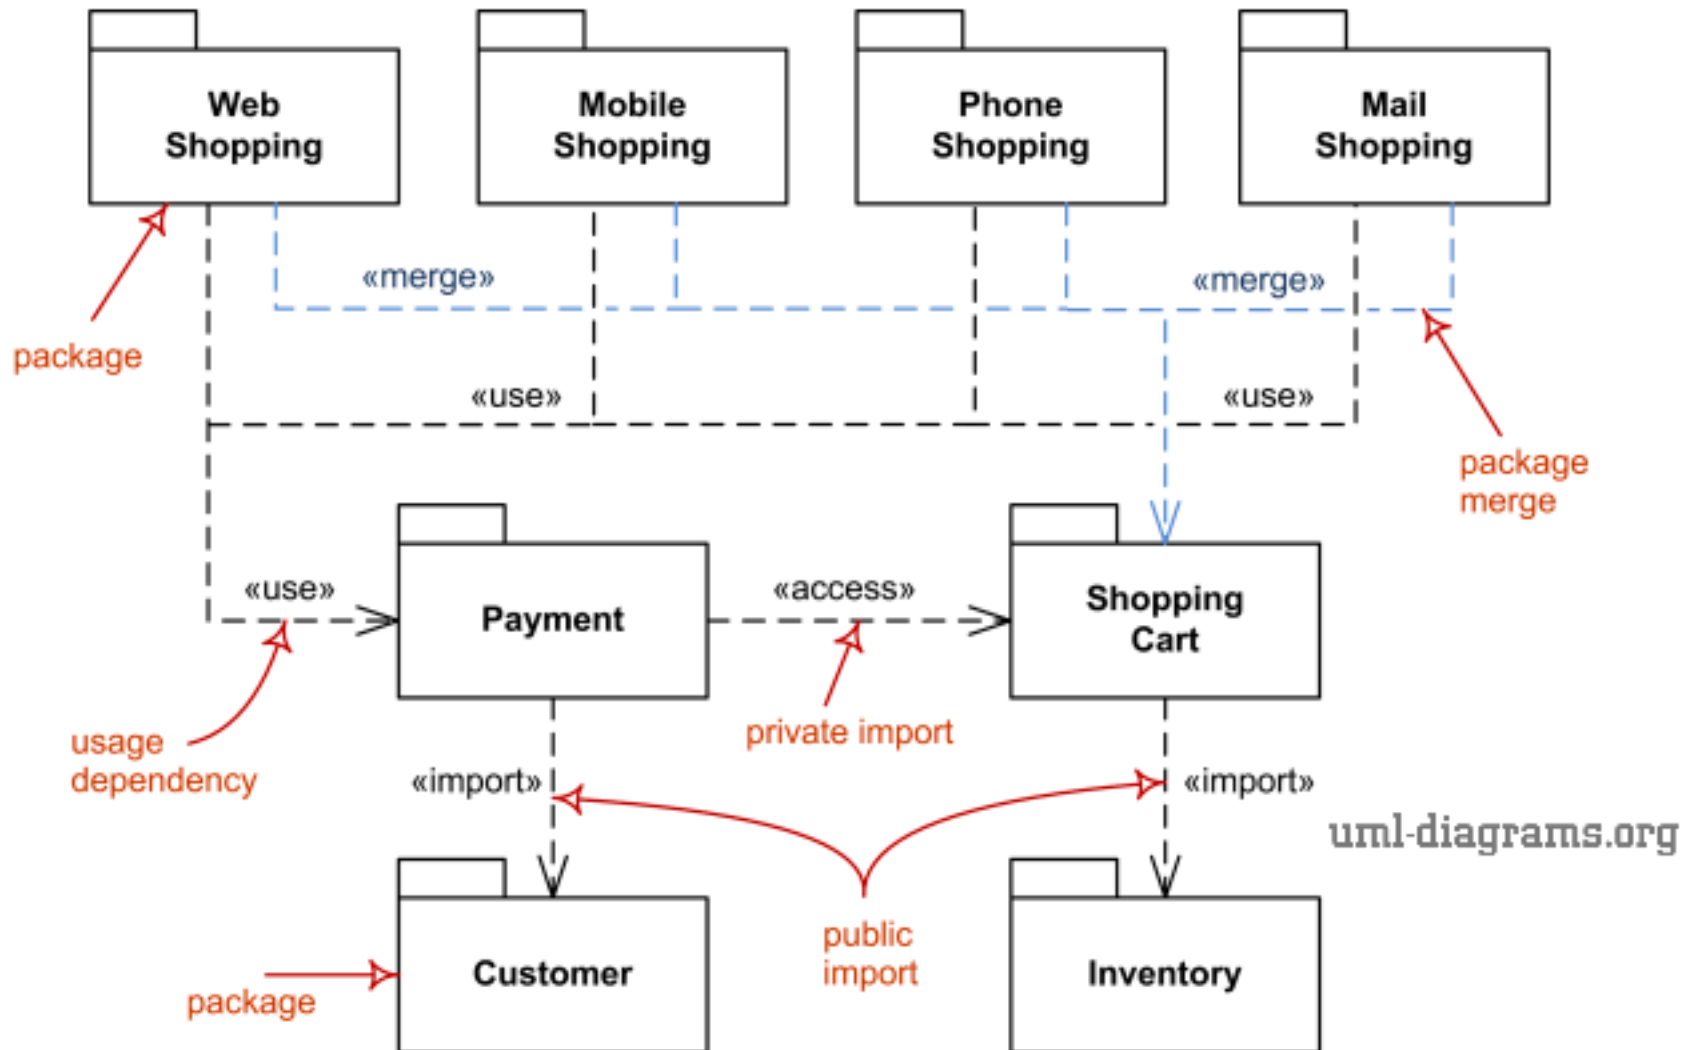 Web
Shopping
Mobile
Shopping
Phone
Shopping
Mail
Shopping
«merge»
«merge»
package
«use»
«use»
package
merge
«use»
Payment
«access»
Shopping
Cart
usage
dependency
private import
«import»
«import»
uml-diagrams.org
public
import
Customer
Inventory
package